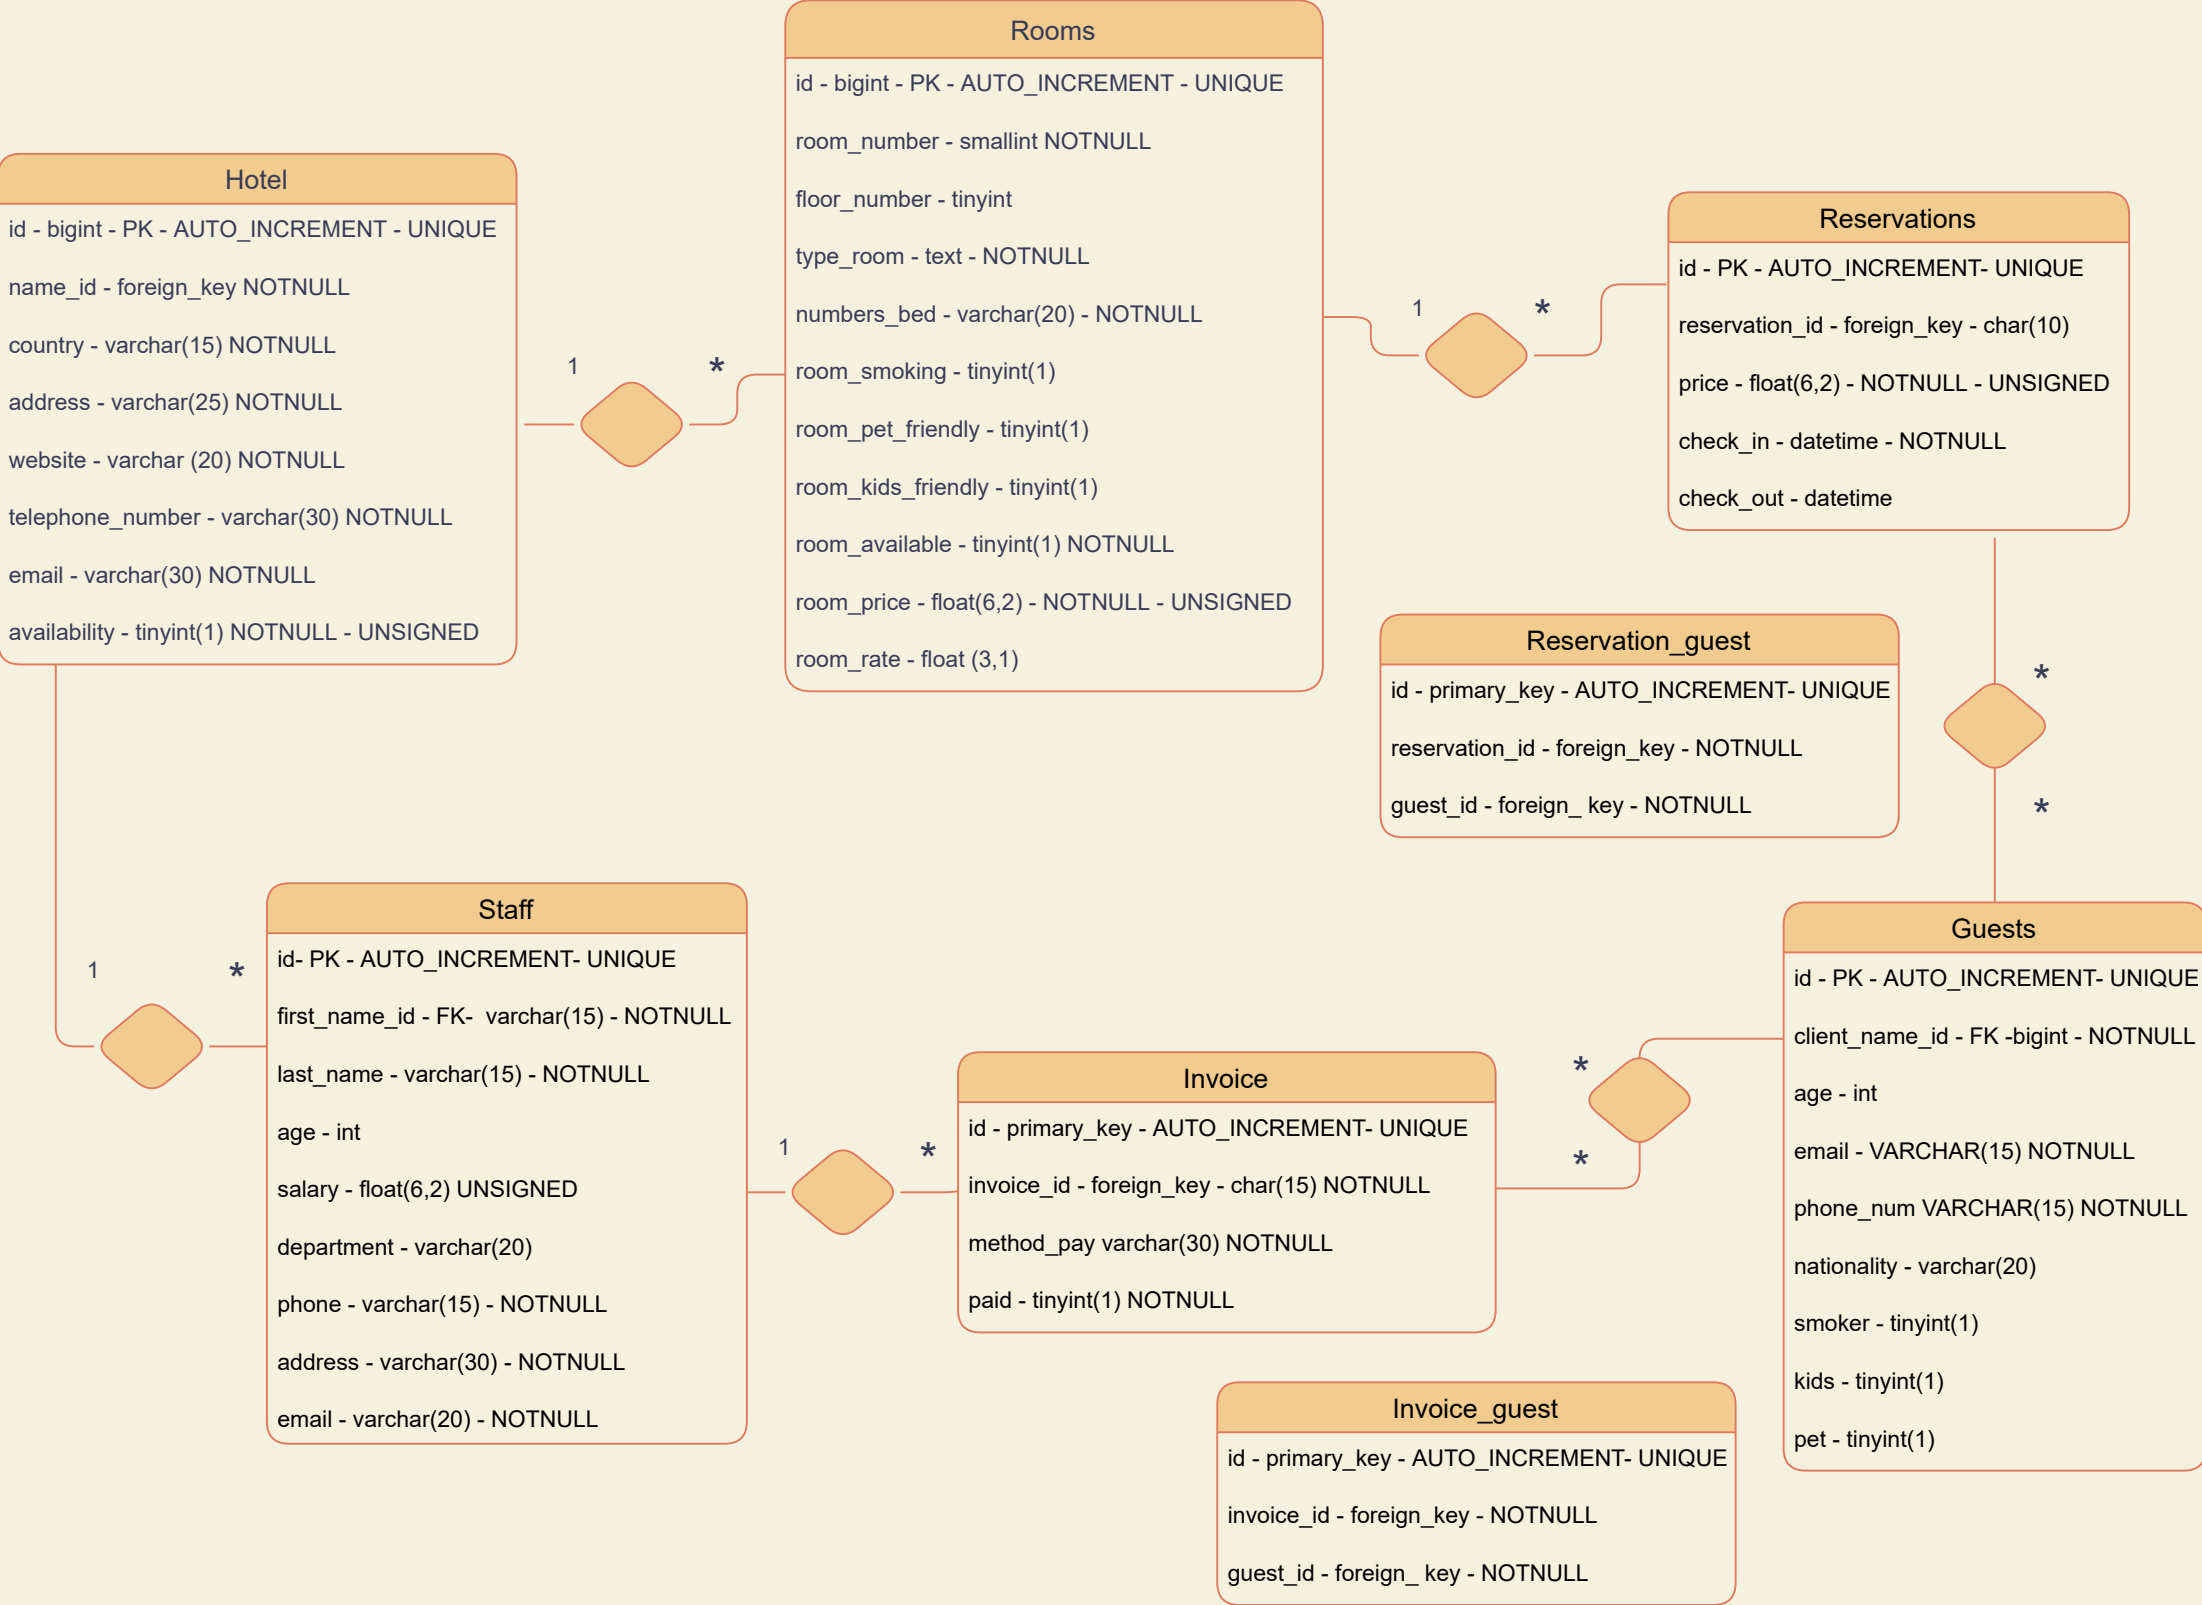 Rooms
id - bigint - PK - AUTO_INCREMENT - UNIQUE
room_number - smallint NOTNULL
floor_number - tinyint
type_room - text - NOTNULL
numbers_bed - varchar(20) - NOTNULL
room_smoking - tinyint(1)
room_pet_friendly - tinyint(1)
room_kids_friendly - tinyint(1)
room_available - tinyint(1) NOTNULL
room_price - float(6,2) - NOTNULL - UNSIGNED
room_rate - float (3,1)
Hotel
id - bigint - PK - AUTO_INCREMENT - UNIQUE
name_id - foreign_key NOTNULL
country - varchar(15) NOTNULL
address - varchar(25) NOTNULL
website - varchar (20) NOTNULL
telephone_number - varchar(30) NOTNULL
email - varchar(30) NOTNULL
availability - tinyint(1) NOTNULL - UNSIGNED
1
*
1
*
Reservations
id - PK - AUTO_INCREMENT- UNIQUE
reservation_id - foreign_key - char(10)
price - float(6,2) - NOTNULL - UNSIGNED
check_in - datetime - NOTNULL
check_out - datetime
Reservation_guest
id - primary_key - AUTO_INCREMENT- UNIQUE
reservation_id - foreign_key - NOTNULL
guest_id - foreign_ key - NOTNULL
*
*
1
*
Staff
id- PK - AUTO_INCREMENT- UNIQUE
first_name_id - FK-  varchar(15) - NOTNULL
last_name - varchar(15) - NOTNULL
age - int
salary - float(6,2) UNSIGNED
department - varchar(20)
phone - varchar(15) - NOTNULL
address - varchar(30) - NOTNULL
email - varchar(20) - NOTNULL
1
*
Invoice
id - primary_key - AUTO_INCREMENT- UNIQUE
invoice_id - foreign_key - char(15) NOTNULL
method_pay varchar(30) NOTNULL
paid - tinyint(1) NOTNULL
*
*
Guests
id - PK - AUTO_INCREMENT- UNIQUE
client_name_id - FK -bigint - NOTNULL
age - int
email - VARCHAR(15) NOTNULL
phone_num VARCHAR(15) NOTNULL
nationality - varchar(20)
smoker - tinyint(1)
kids - tinyint(1)
pet - tinyint(1)
Invoice_guest
id - primary_key - AUTO_INCREMENT- UNIQUE
invoice_id - foreign_key - NOTNULL
guest_id - foreign_ key - NOTNULL